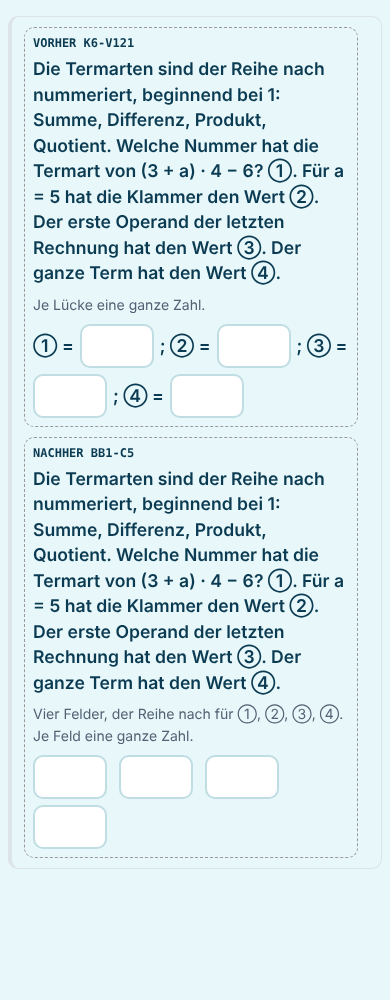 VORHER K6-V121
Die Termarten sind der Reihe nach
nummeriert, beginnend bei 1:
Summe, Differenz, Produkt,
Quotient. Welche Nummer hat die
Termart von (3 + a) · 4 − 6? ①. Für a
= 5 hat die Klammer den Wert ②.
Der erste Operand der letzten
Rechnung hat den Wert ③. Der
ganze Term hat den Wert ④.
Je Lücke eine ganze Zahl.
① = ; ② = ; ③ =
; ④ =
NACHHER BB1-C5
Die Termarten sind der Reihe nach
nummeriert, beginnend bei 1:
Summe, Differenz, Produkt,
Quotient. Welche Nummer hat die
Termart von (3 + a) · 4 − 6? ①. Für a
= 5 hat die Klammer den Wert ②.
Der erste Operand der letzten
Rechnung hat den Wert ③. Der
ganze Term hat den Wert ④.
Vier Felder, der Reihe nach für ①, ②, ③, ④.
Je Feld eine ganze Zahl.